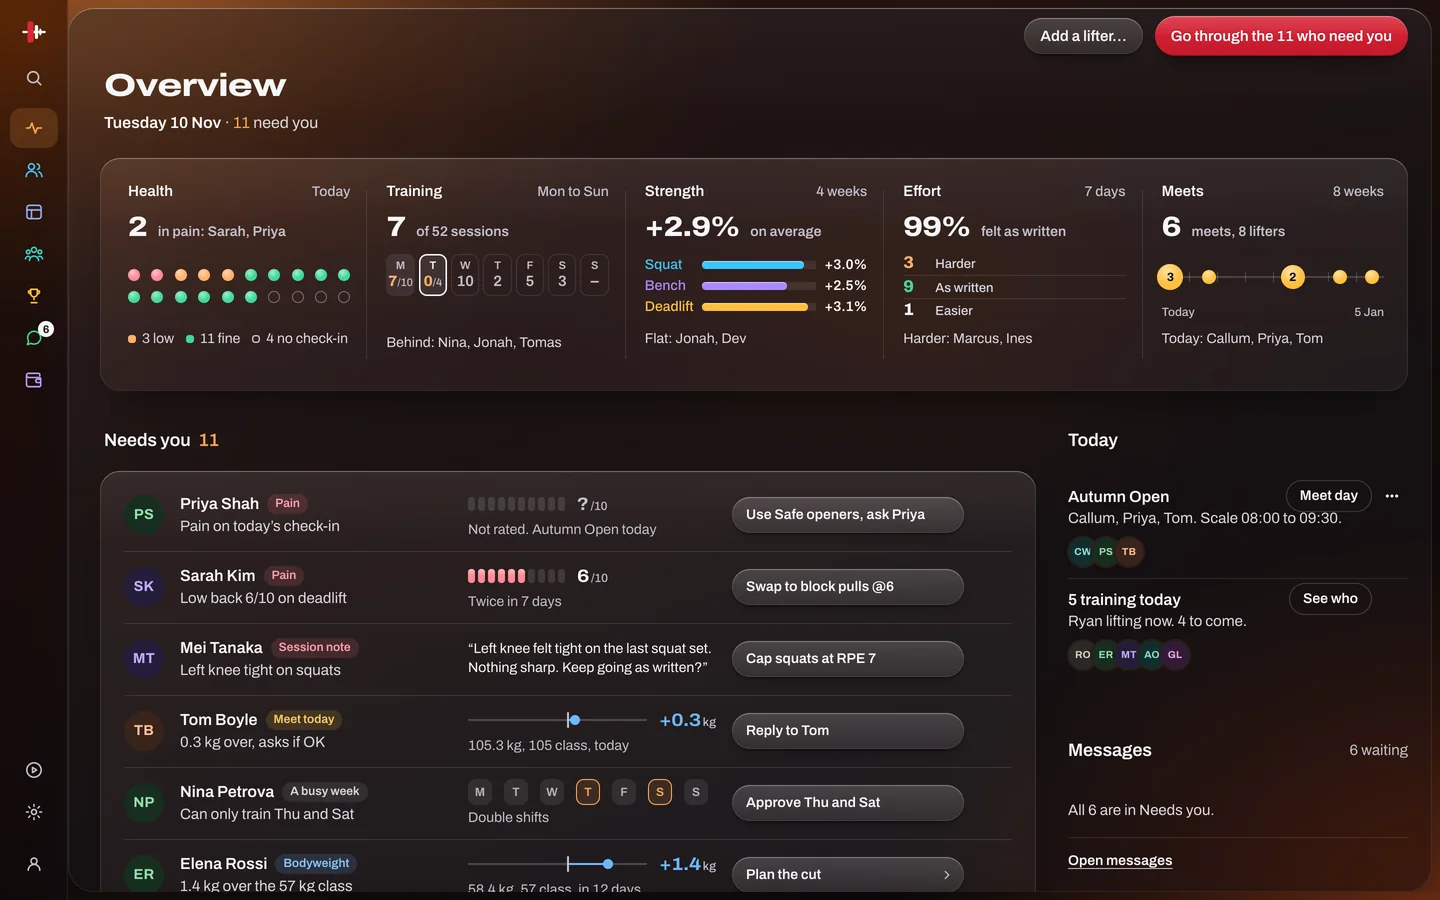 Add a lifter…
Go through the 11 who need you
Overview
Tuesday 10 Nov · 11 need you
6
Health
Today
2 in pain: Sarah, Priya
3 low
11 fine
4 no check-in
Training
Mon to Sun
7 of 52 sessions
M T W T F S S
7/10 0/4 10 2 5 3 –
Behind: Nina, Jonah, Tomas
Strength
4 weeks
+2.9% on average
Squat +3.0%
Bench +2.5%
Deadlift +3.1%
Flat: Jonah, Dev
Effort
7 days
99% felt as written
3 Harder
9 As written
1 Easier
Harder: Marcus, Ines
Meets
8 weeks
6 meets, 8 lifters
3 2
Today 5 Jan
Today: Callum, Priya, Tom
Needs you 11
PS
Priya Shah Pain
Pain on today’s check-in
?/10
Not rated. Autumn Open today
Use Safe openers, ask Priya
SK
Sarah Kim Pain
Low back 6/10 on deadlift
6/10
Twice in 7 days
Swap to block pulls @6
MT
Mei Tanaka Session note
Left knee tight on squats
“Left knee felt tight on the last squat set.
Nothing sharp. Keep going as written?”
Cap squats at RPE 7
TB
Tom Boyle Meet today
0.3 kg over, asks if OK
+0.3 kg
105.3 kg, 105 class, today
Reply to Tom
NP
Nina Petrova A busy week
Can only train Thu and Sat
M T W T F S S
Double shifts
Approve Thu and Sat
ER
Elena Rossi Bodyweight
1.4 kg over the 57 kg class
+1.4 kg
58.4 kg, 57 class, in 12 days
Plan the cut
Today
Autumn Open
Meet day
Callum, Priya, Tom. Scale 08:00 to 09:30.
CW PS TB
5 training today
See who
Ryan lifting now. 4 to come.
RO ER MT AO GL
Messages
6 waiting
All 6 are in Needs you.
Open messages